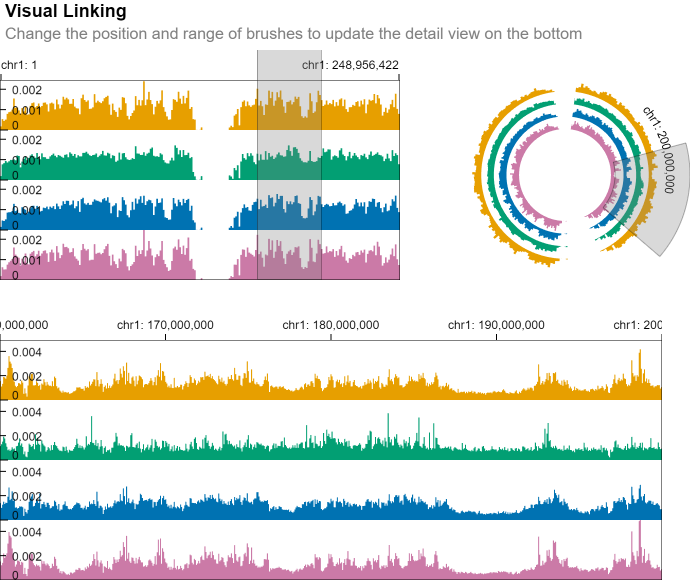 Visual Linking
Change the position and range of brushes to update the detail view on the bottom
chr1: 1
chr1: 248,956,422
0.002
0.001
0
0.002
0.001
0
0.002
0.001
0
0.002
0.001
0
chr1: 200,000,000
0,000,000
chr1: 170,000,000
chr1: 180,000,000
chr1: 190,000,000
chr1: 200
0.004
0.002
0
0.004
0.002
0
0.004
0.002
0
0.004
0.002
0